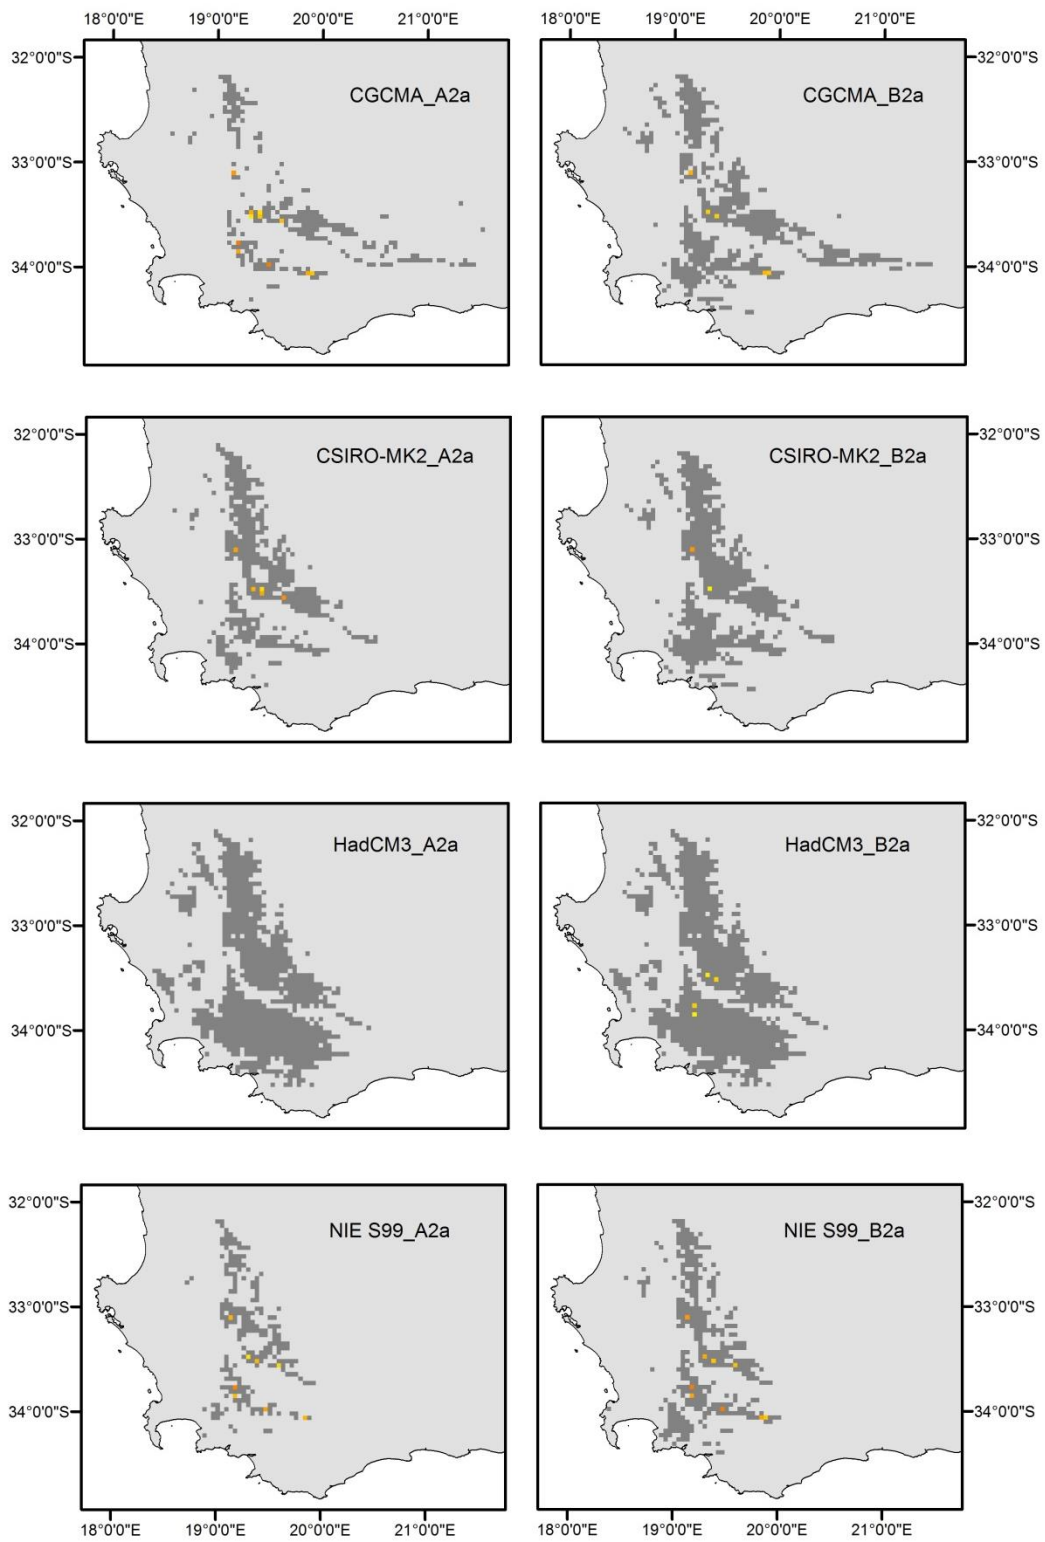 18°0'0"E 19°0'0"E 20°0'0"E 21°0'0"E 18°0'0"E 19°0'0"E 20°0'0"E 21°0'0"E
32°0'0"S CGCMA_A2a CGCMA_B2a 32°0'0"S
33°0'0"S 33°0'0"S
34°0'0"S 34°0'0"S
32°0'0"S CSIRO-MK2_A2a CSIRO-MK2_B2a 32°0'0"S
33°0'0"S 33°0'0"S
34°0'0"S 34°0'0"S
32°0'0"S HadCM3_A2a HadCM3_B2a 32°0'0"S
33°0'0"S 33°0'0"S
34°0'0"S 34°0'0"S
32°0'0"S NIE S99_A2a NIE S99_B2a 32°0'0"S
33°0'0"S 33°0'0"S
34°0'0"S 34°0'0"S
18°0'0"E 19°0'0"E 20°0'0"E 21°0'0"E 18°0'0"E 19°0'0"E 20°0'0"E 21°0'0"E